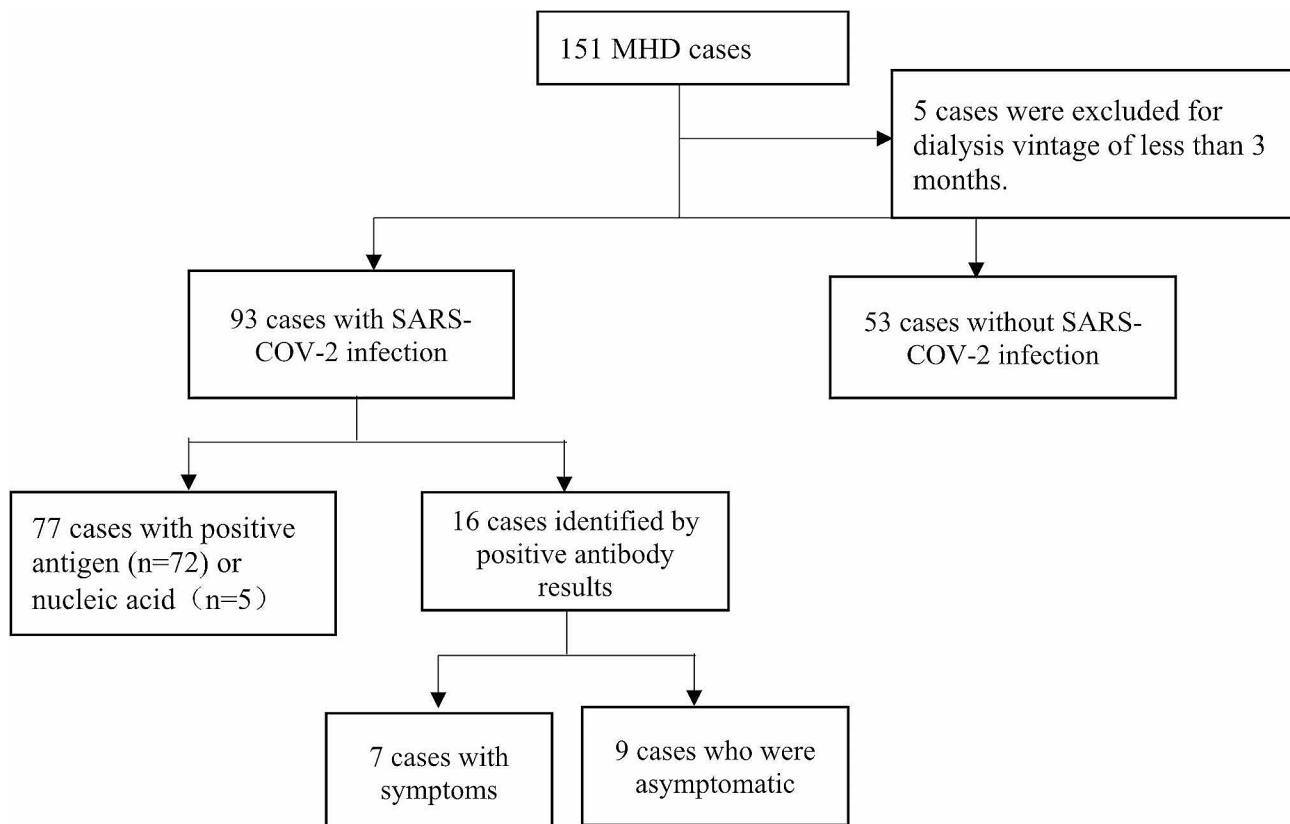 151 MHD cases
5 cases were excluded for
dialysis vintage of less than 3
months.
93 cases with SARS-
COV-2 infection
53 cases without SARS-
COV-2 infection
77 cases with positive
antigen (n=72) or
nucleic acid（n=5）
16 cases identified by
positive antibody
results
7 cases with
symptoms
9 cases who were
asymptomatic